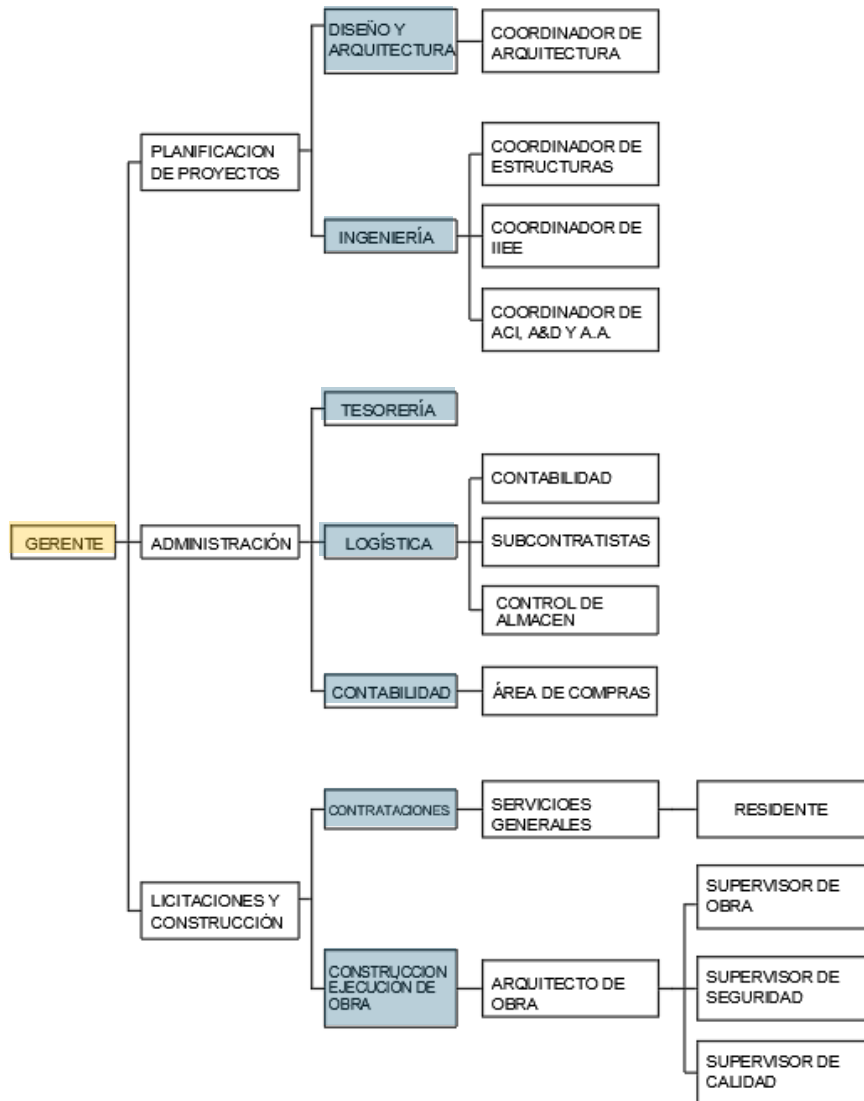 DISEÑO Y
ARQUITECTURA
COORDINADOR DE
ARQUITECTURA
PLANIFICACION
DE PROYECTOS
COORDINADOR DE
ESTRUCTURAS
INGENIERÍA
COORDINADOR DE
IIEE
COORDINADOR DE
ACI, A&D Y A.A.
TESORERÍA
CONTABILIDAD
GERENTE
ADMINISTRACIÓN
LOGÍSTICA
SUBCONTRATISTAS
CONTROL DE
ALMACEN
CONTABILIDAD
ÁREA DE COMPRAS
CONTRATACIONES
SERVICIOES
GENERALES
RESIDENTE
LICITACIONES Y
CONSTRUCCIÓN
SUPERVISOR DE
OBRA
CONSTRUCCION
EJECUCIÓN DE
OBRA
ARQUITECTO DE
OBRA
SUPERVISOR DE
SEGURIDAD
SUPERVISOR DE
CALIDAD